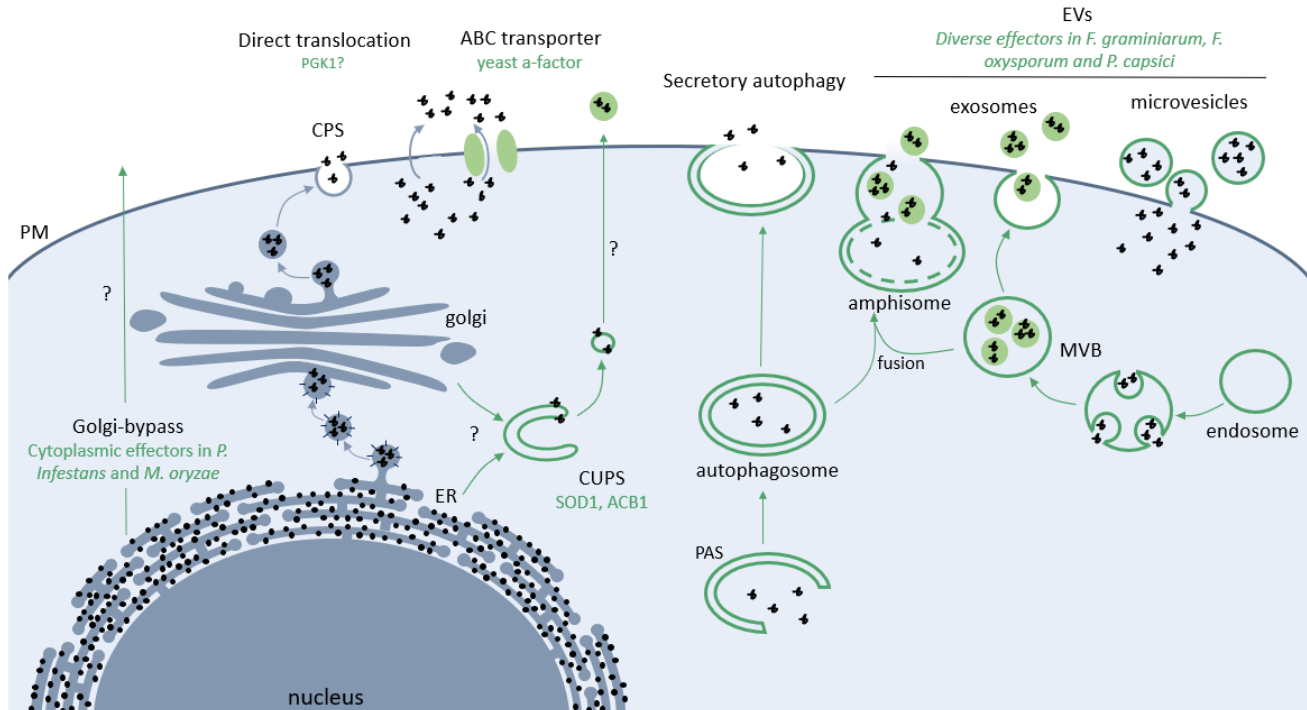 EVs
Diverse effectors in F. graminiarum, F.
oxysporum and P. capsici
Direct translocation
PGK1?
ABC transporter
yeast a-factor
Secretory autophagy
exosomes
microvesicles
CPS
PM
?
?
golgi
amphisome
fusion
MVB
endosome
Golgi-bypass
Cytoplasmic effectors in P.
Infestans and M. oryzae
?
ER
CUPS
SOD1, ACB1
autophagosome
PAS
nucleus